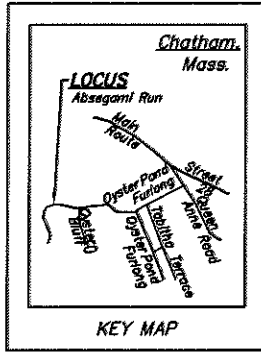 Chatham,
Mass.
LOCUS
Absegami Run
Main
Route
Street
Oyster Pond
Furlong
Queen
Anne Road
Tabitha Terrace
Oyster Pond
Furlong
Oyster
Bluff
KEY MAP